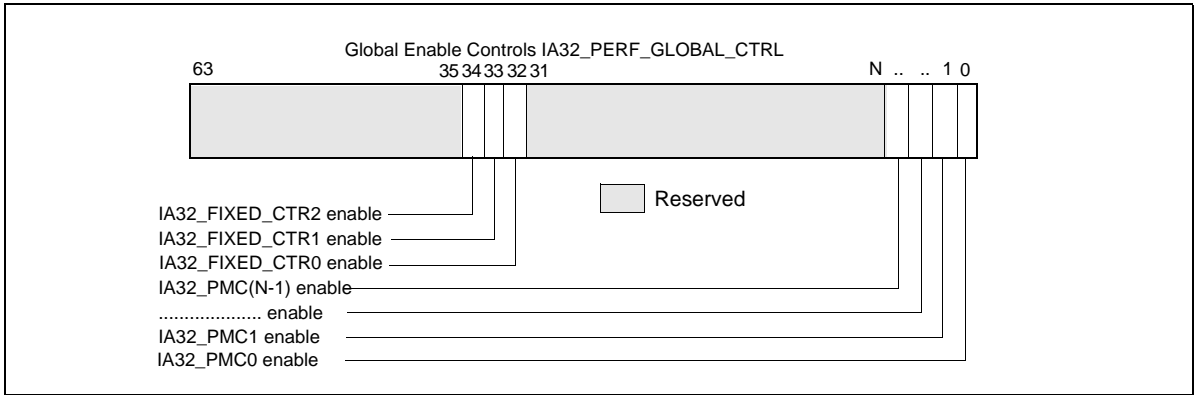 Global Enable Controls IA32_PERF_GLOBAL_CTRL
63 35 34 33 32 31 N .. .. 1 0
Reserved
IA32_FIXED_CTR2 enable
IA32_FIXED_CTR1 enable
IA32_FIXED_CTR0 enable
IA32_PMC(N-1) enable
.................... enable
IA32_PMC1 enable
IA32_PMC0 enable